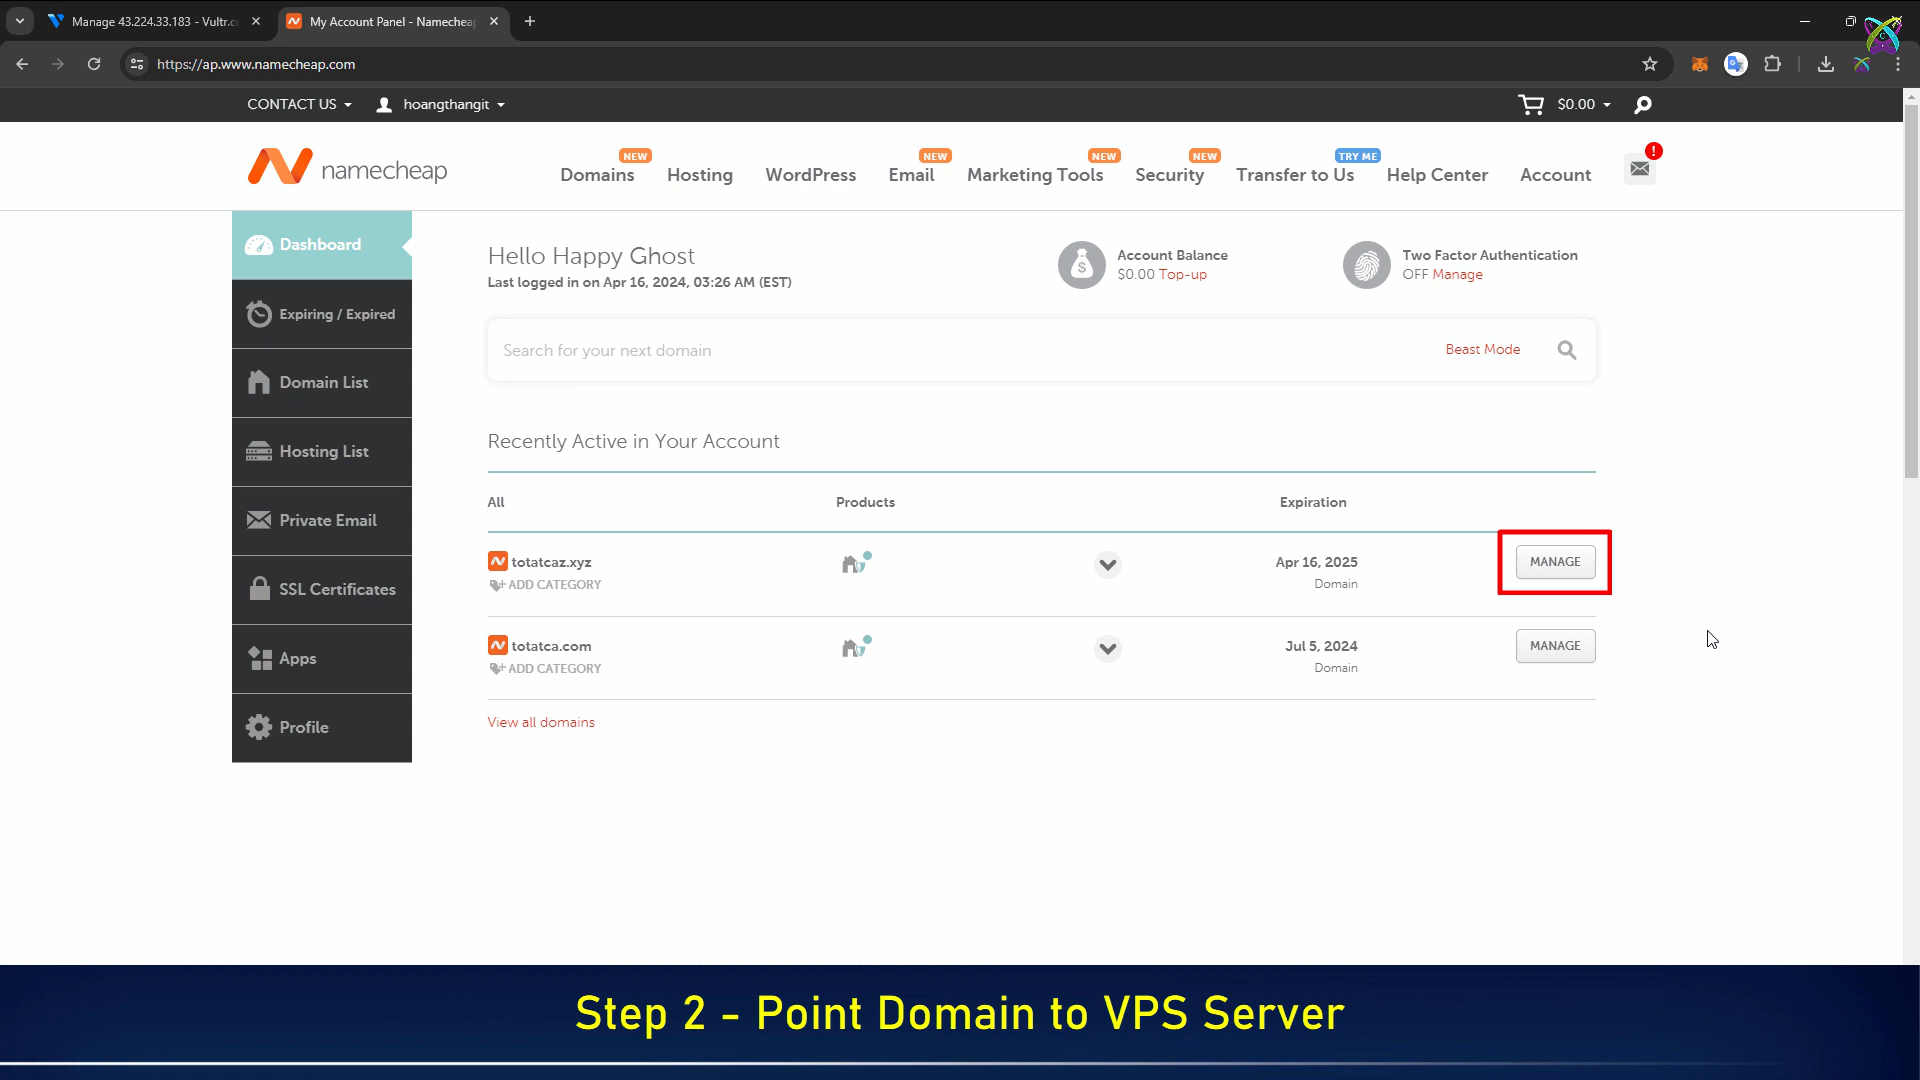 Manage 43.224.33.183 - Vultr.c
My Account Panel - Namecheap
https://ap.www.namecheap.com
CONTACT US
hoangthangit
$0.00
namecheap
NEW
NEW
NEW
NEW
TRY ME
Domains
Hosting
WordPress
Email
Marketing Tools
Security
Transfer to Us
Help Center
Account
!
Dashboard
Expiring / Expired
Domain List
Hosting List
Private Email
SSL Certificates
Apps
Profile
Hello Happy Ghost
Last logged in on Apr 16, 2024, 03:26 AM (EST)
Account Balance
$0.00 Top-up
Two Factor Authentication
OFF Manage
Search for your next domain
Beast Mode
Recently Active in Your Account
All
Products
Expiration
totatcaz.xyz
ADD CATEGORY
Apr 16, 2025
Domain
MANAGE
totatca.com
ADD CATEGORY
Jul 5, 2024
Domain
MANAGE
View all domains
Step 2 - Point Domain to VPS Server